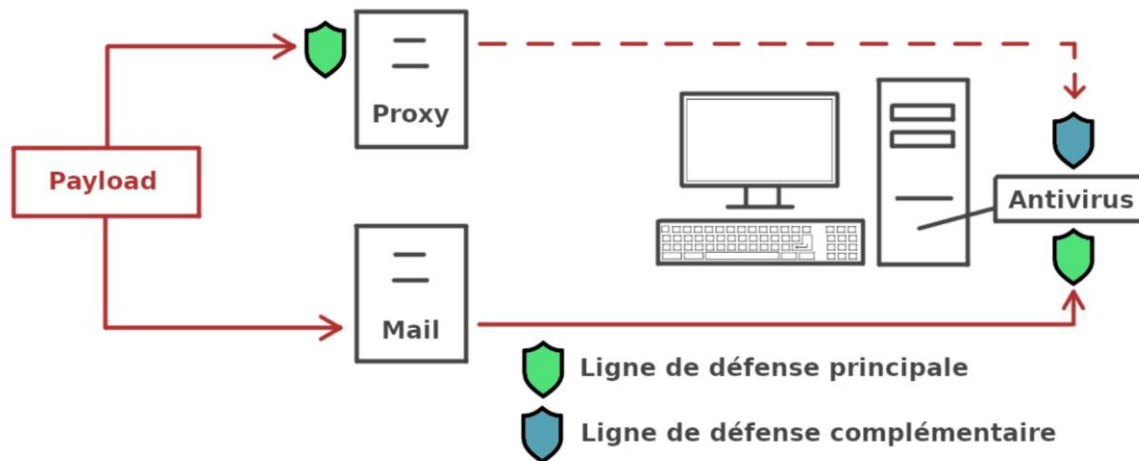 Proxy
Payload
Antivirus
Mail
Ligne de défense principale
Ligne de défense complémentaire